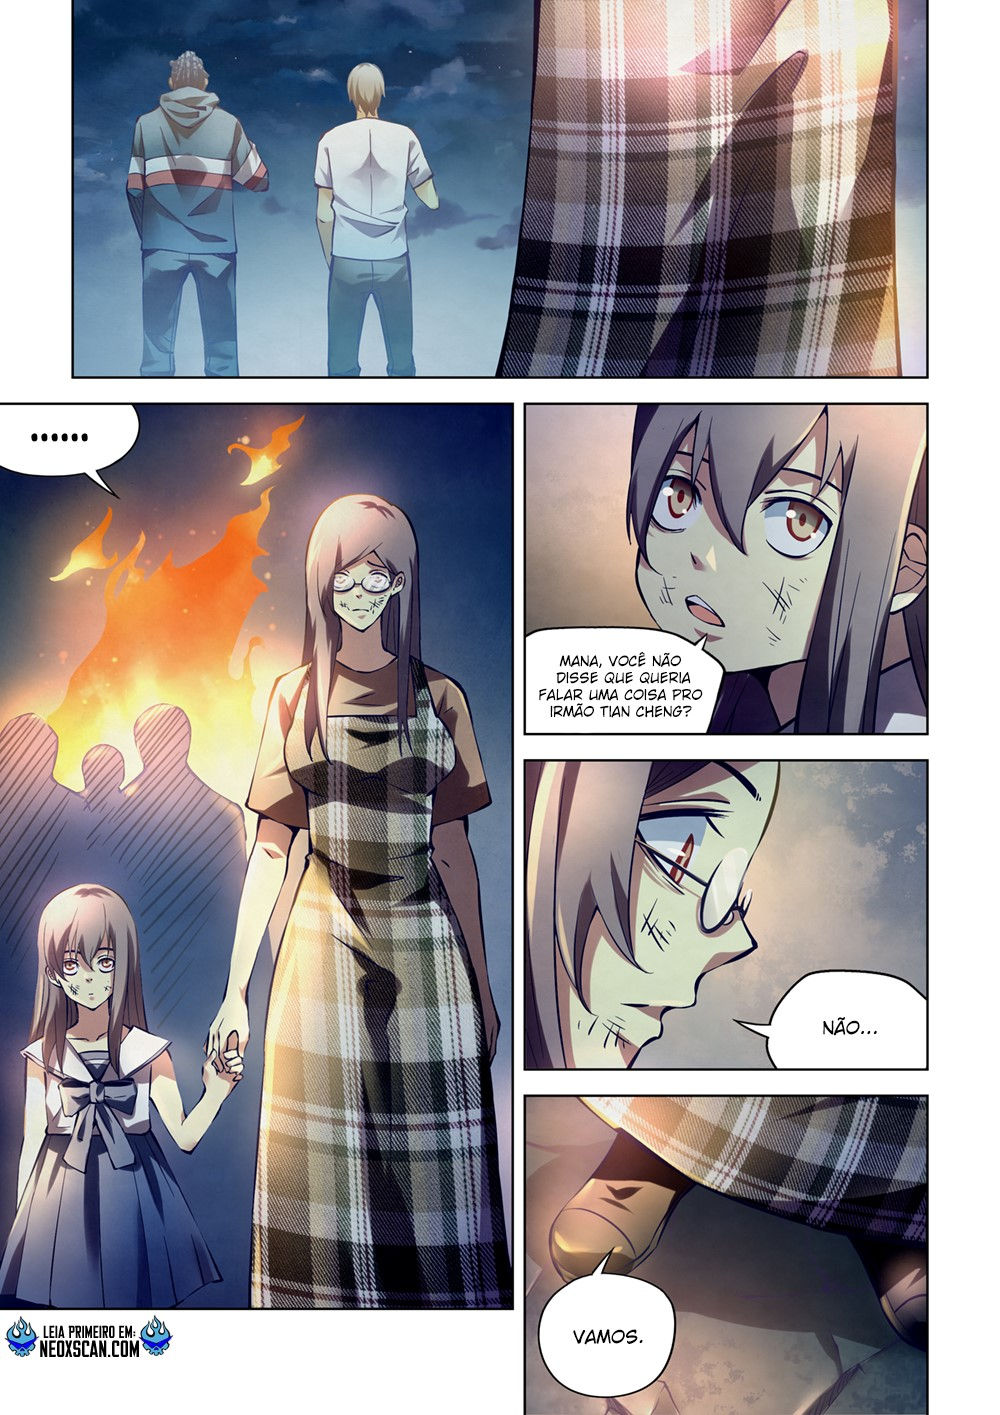 ......
MANA, VOCÊ NÃO
DISSE QUE QUERIA
FALAR UMA COISA PRO
IRMÃO TIAN CHENG?
NÃO...
VAMOS.
LEIA PRIMEIRO EM:
NEOXSCAN.COM